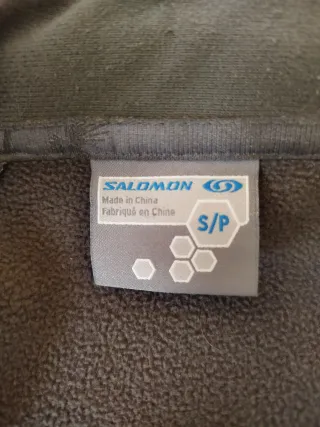 SALOMON
Made in China
Fabriqué en Chine
S/P